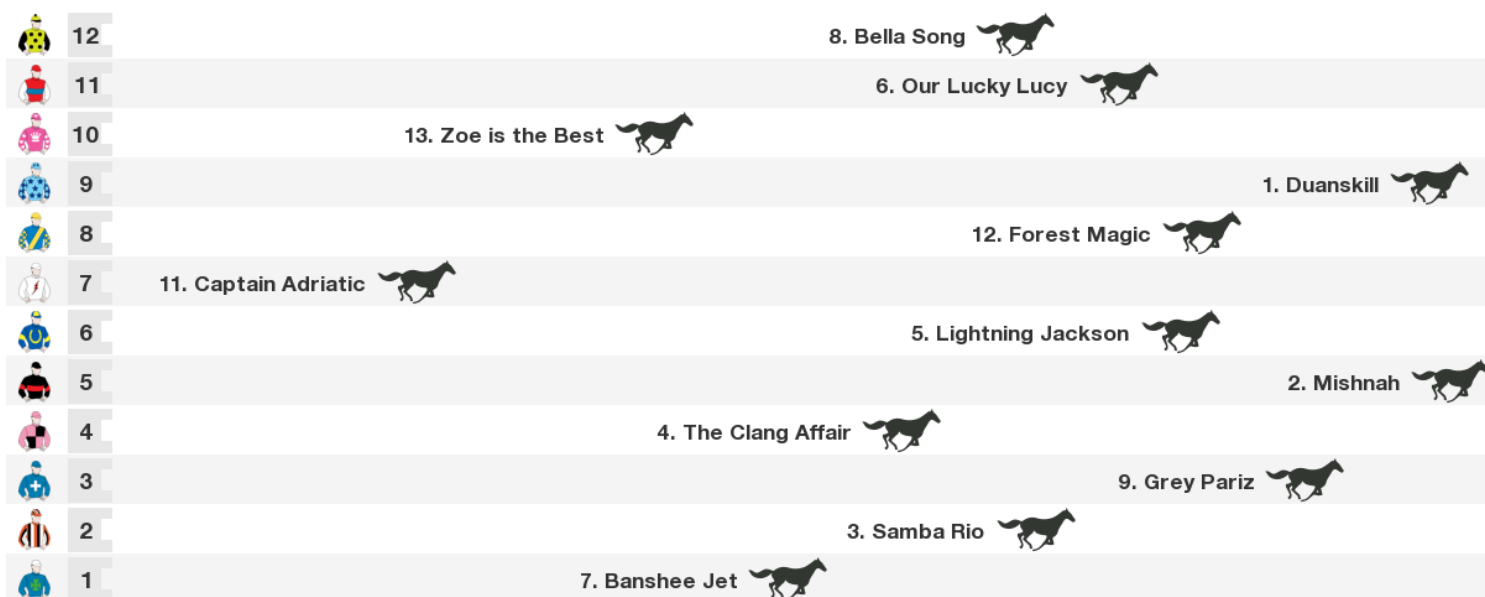 12 8. Bella Song
11 6. Our Lucky Lucy
10 13. Zoe is the Best
9 1. Duanskill
8 12. Forest Magic
7 11. Captain Adriatic
6 5. Lightning Jackson
5 2. Mishnah
4 4. The Clang Affair
3 9. Grey Pariz
2 3. Samba Rio
1 7. Banshee Jet